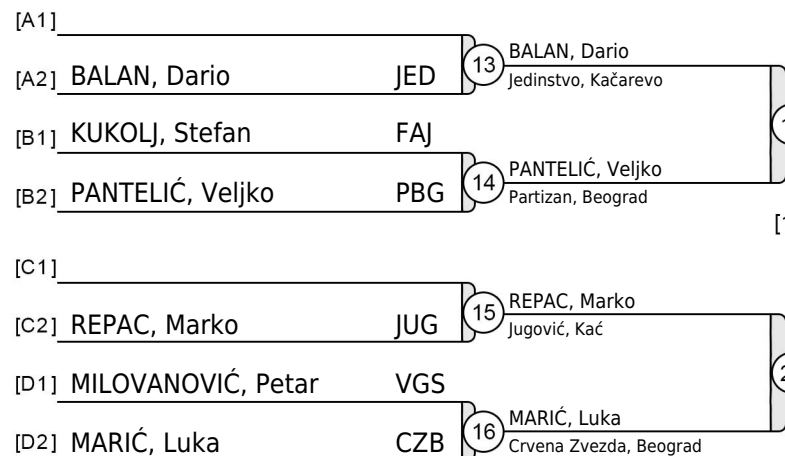 [A1]
[A2] BALAN, Dario JED
13
BALAN, Dario
Jedinstvo, Kačarevo
[B1] KUKOLJ, Stefan FAJ
[B2] PANTELIĆ, Veljko PBG
14
PANTELIĆ, Veljko
Partizan, Beograd
[C1]
[C2] REPAC, Marko JUG
15
REPAC, Marko
Jugović, Kać
[D1] MILOVANOVIĆ, Petar VGS
[D2] MARIĆ, Luka CZB
16
MARIĆ, Luka
Crvena Zvezda, Beograd